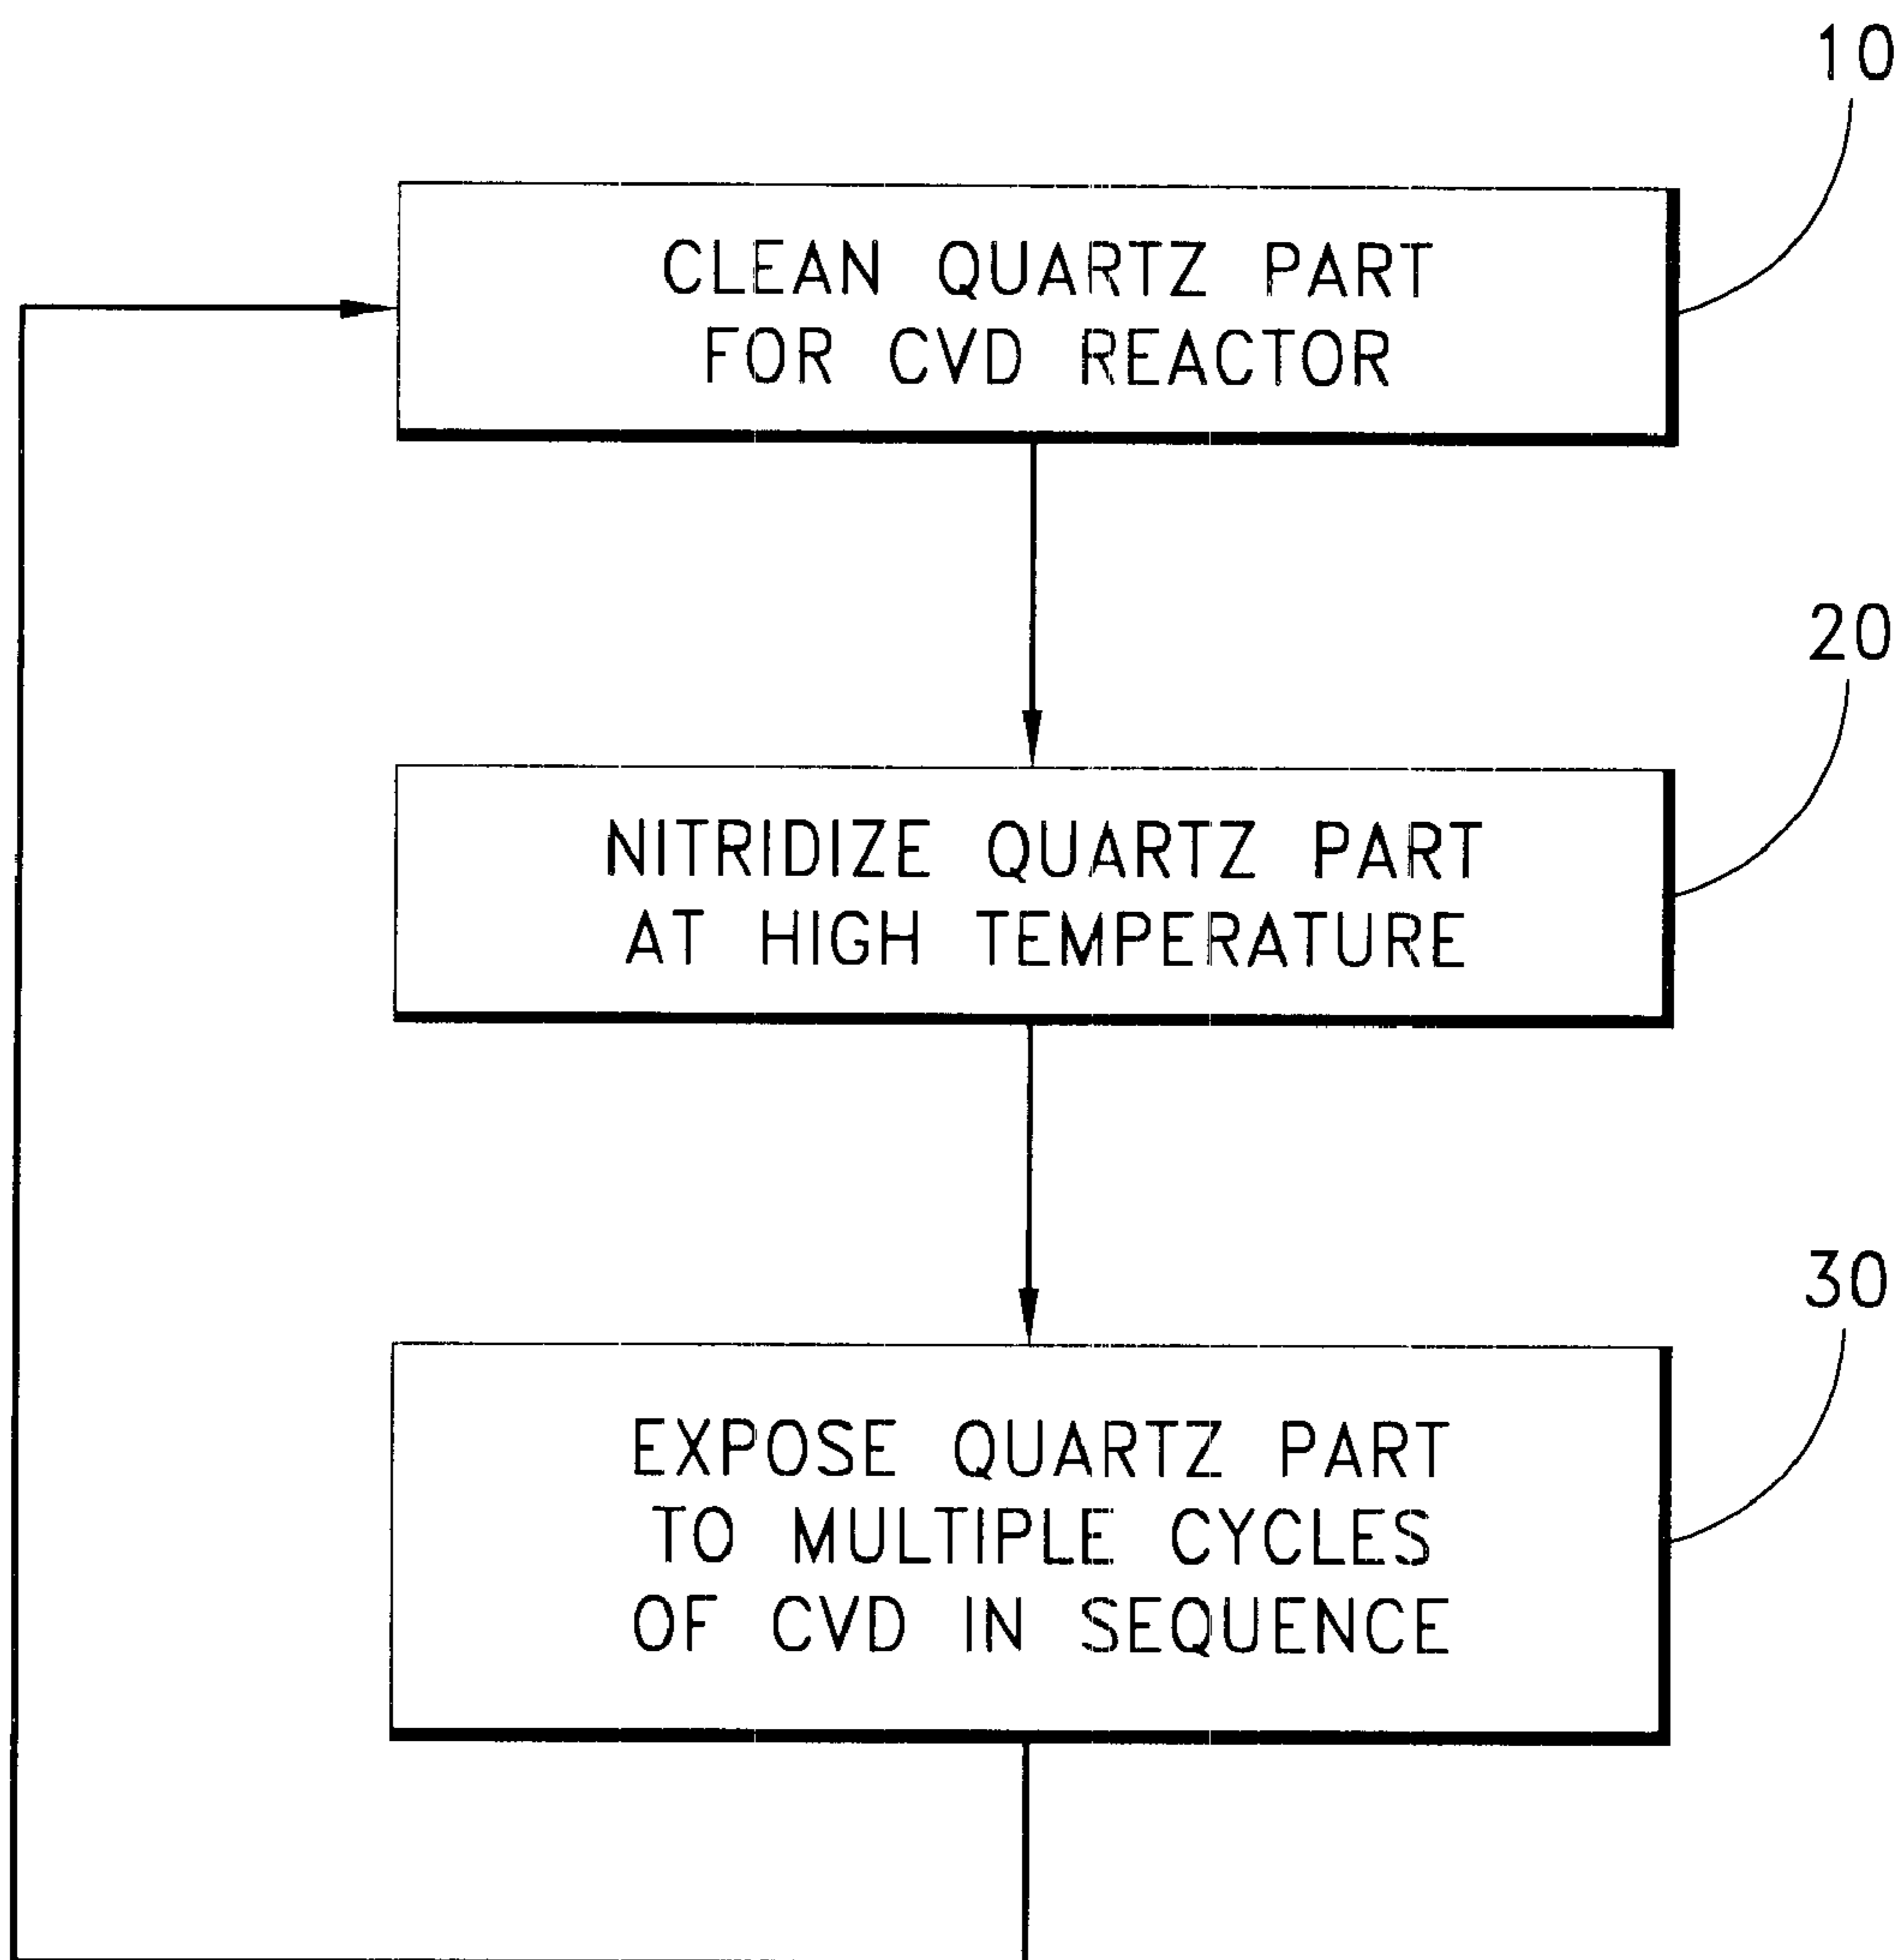 10
CLEAN QUARTZ PART
FOR CVD REACTOR
20
NITRIDIZE QUARTZ PART
AT HIGH TEMPERATURE
30
EXPOSE QUARTZ PART
TO MULTIPLE CYCLES
OF CVD IN SEQUENCE